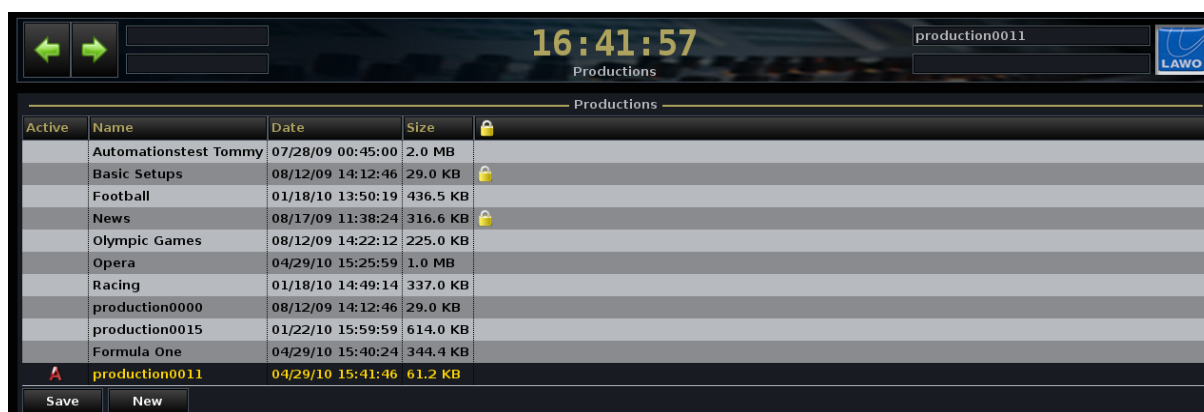 16:41:57
production0011
Productions
LAWO
Productions
Active Name Date Size
Automationstest Tommy 07/28/09 00:45:00 2.0 MB
Basic Setups 08/12/09 14:12:46 29.0 KB
Football 01/18/10 13:50:19 436.5 KB
News 08/17/09 11:38:24 316.6 KB
Olympic Games 08/12/09 14:22:12 225.0 KB
Opera 04/29/10 15:25:59 1.0 MB
Racing 01/18/10 14:49:14 337.0 KB
production0000 08/12/09 14:12:46 29.0 KB
production0015 01/22/10 15:59:59 614.0 KB
Formula One 04/29/10 15:40:24 344.4 KB
A production0011 04/29/10 15:41:46 61.2 KB
Save New